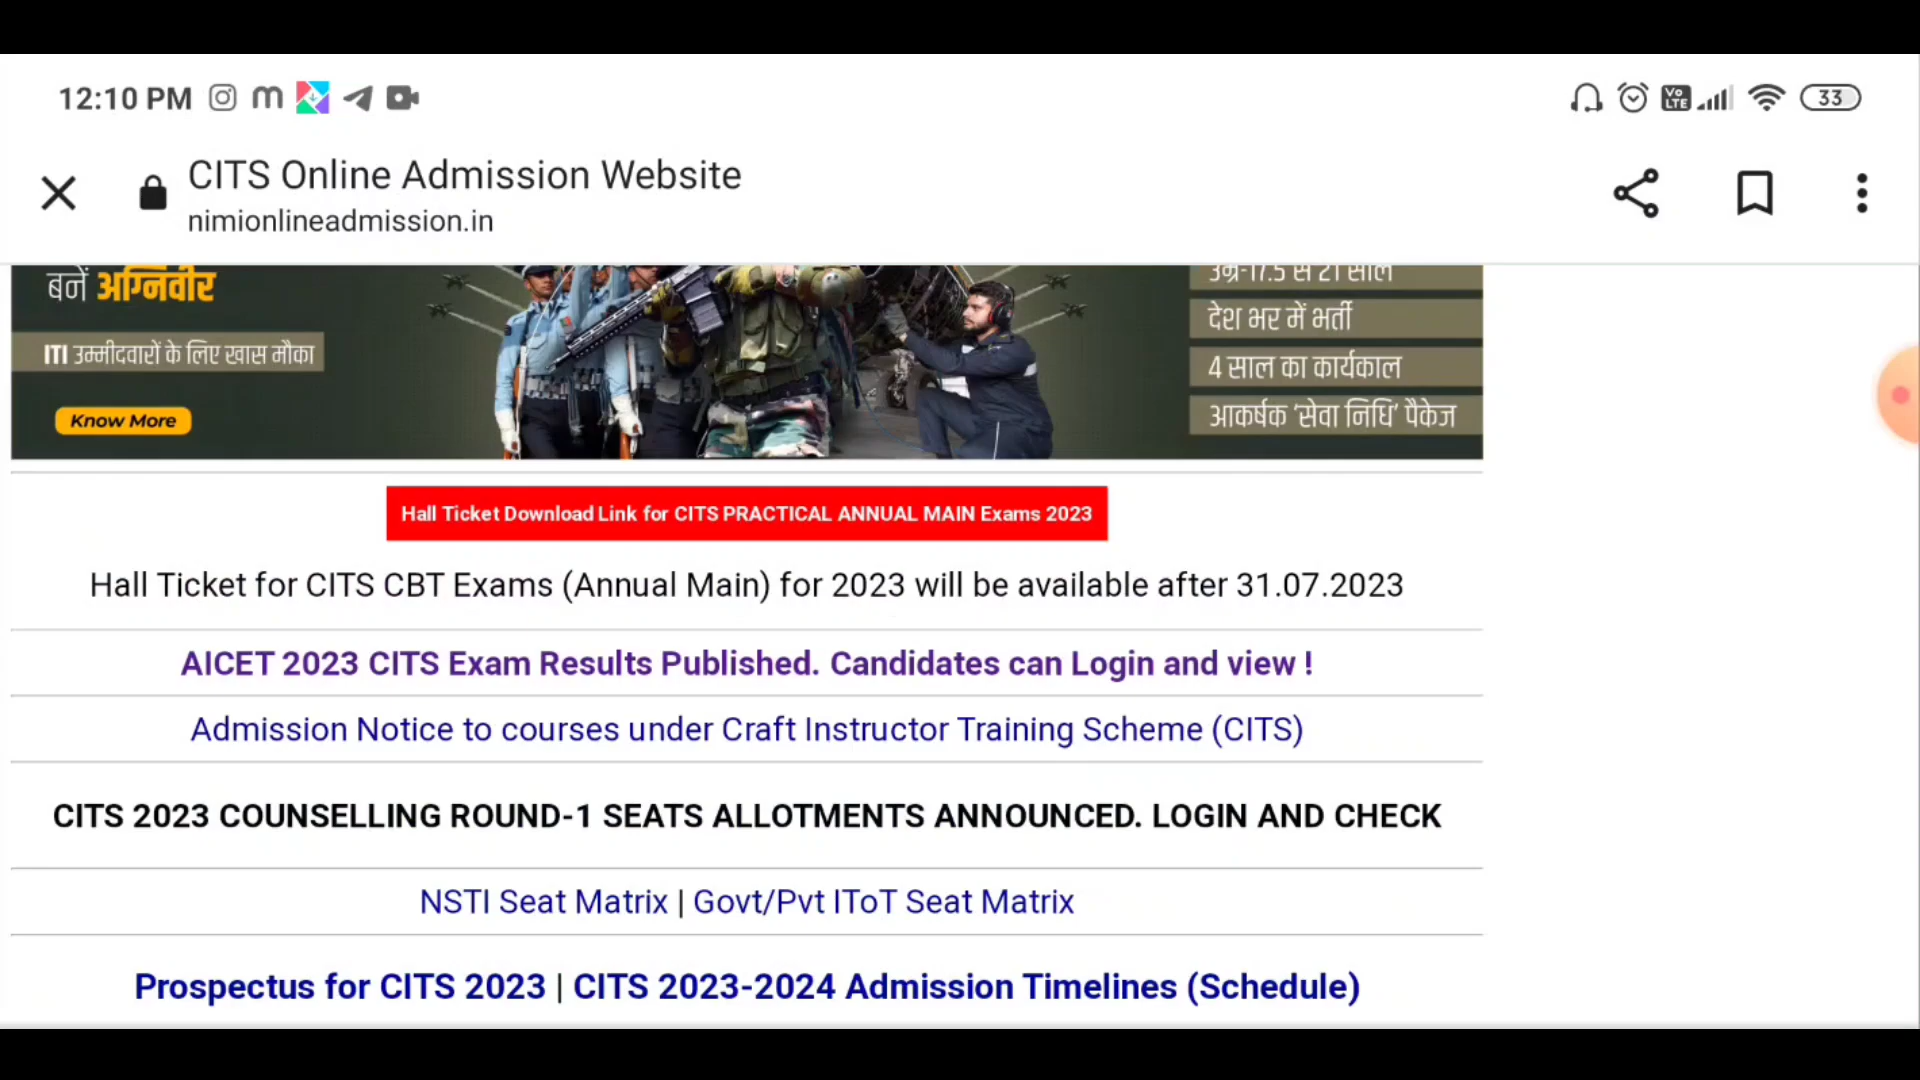 12:10 PM
33
CITS Online Admission Website
nimionlineadmission.in
बनें अग्निवीर
ITI उम्मीदवारों के लिए खास मौका
Know More
उम्र-17.5 से 21 साल
देश भर में भर्ती
4 साल का कार्यकाल
आकर्षक ‘सेवा निधि’ पैकेज
Hall Ticket Download Link for CITS PRACTICAL ANNUAL MAIN Exams 2023
Hall Ticket for CITS CBT Exams (Annual Main) for 2023 will be available after 31.07.2023
AICET 2023 CITS Exam Results Published. Candidates can Login and view !
Admission Notice to courses under Craft Instructor Training Scheme (CITS)
CITS 2023 COUNSELLING ROUND-1 SEATS ALLOTMENTS ANNOUNCED. LOGIN AND CHECK
NSTI Seat Matrix | Govt/Pvt IToT Seat Matrix
Prospectus for CITS 2023 | CITS 2023-2024 Admission Timelines (Schedule)